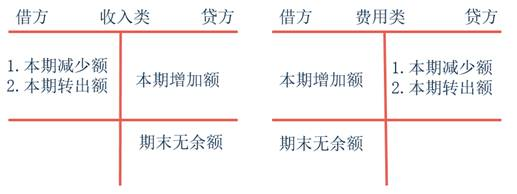 借方 收入类 贷方
1.本期减少额
2.本期转出额
本期增加额
期末无余额
借方 费用类 贷方
本期增加额
1.本期减少额
2.本期转出额
期末无余额